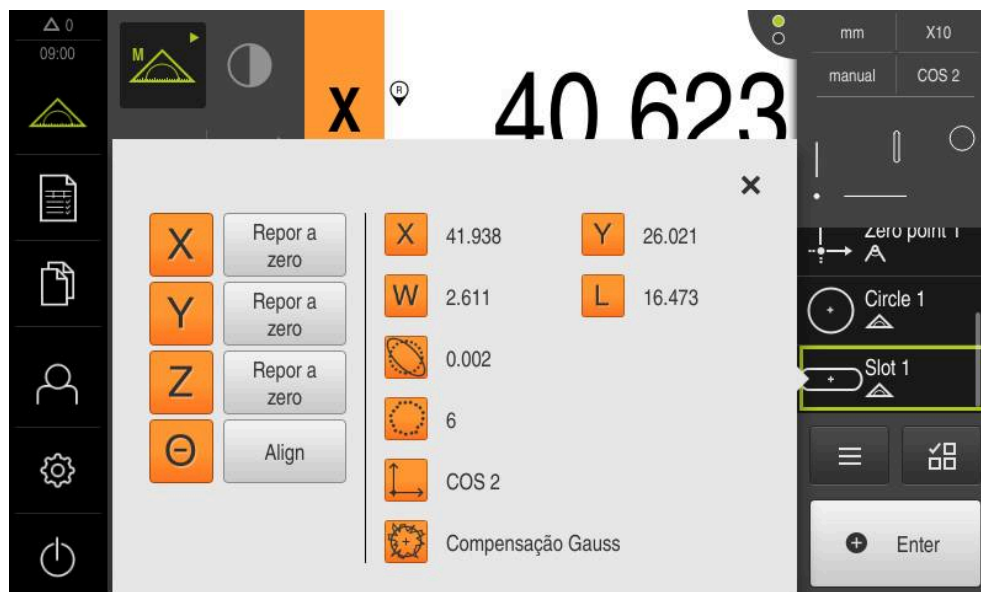 0
09:00
M
X
R
40.623
mm X10
manual COS 2
Zero point 1
Circle 1
Slot 1
X Repor a
zero
Y Repor a
zero
Z Repor a
zero
Θ Align
X 41.938 Y 26.021
W 2.611 L 16.473
0.002
6
COS 2
Compensação Gauss
Enter